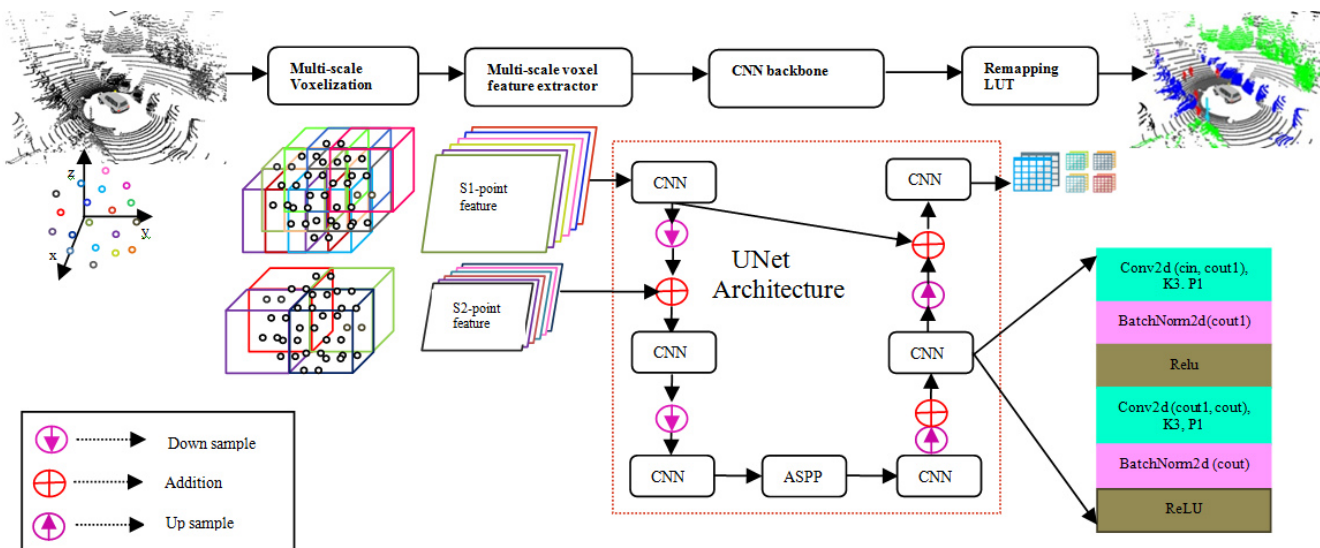 Multi-scale
Voxelization
Multi-scale voxel
feature extractor
CNN backbone
Remapping
LUT
z
y
x
S1-point
feature
S2-point
feature
CNN
CNN
UNet
Architecture
CNN
CNN
CNN
ASPP
CNN
Conv2d (cin, cout1),
K3. P1
BatchNorm2d(cout1)
Relu
Conv2d (cout1, cout),
K3, P1
BatchNorm2d (cout)
ReLU
Down sample
Addition
Up sample